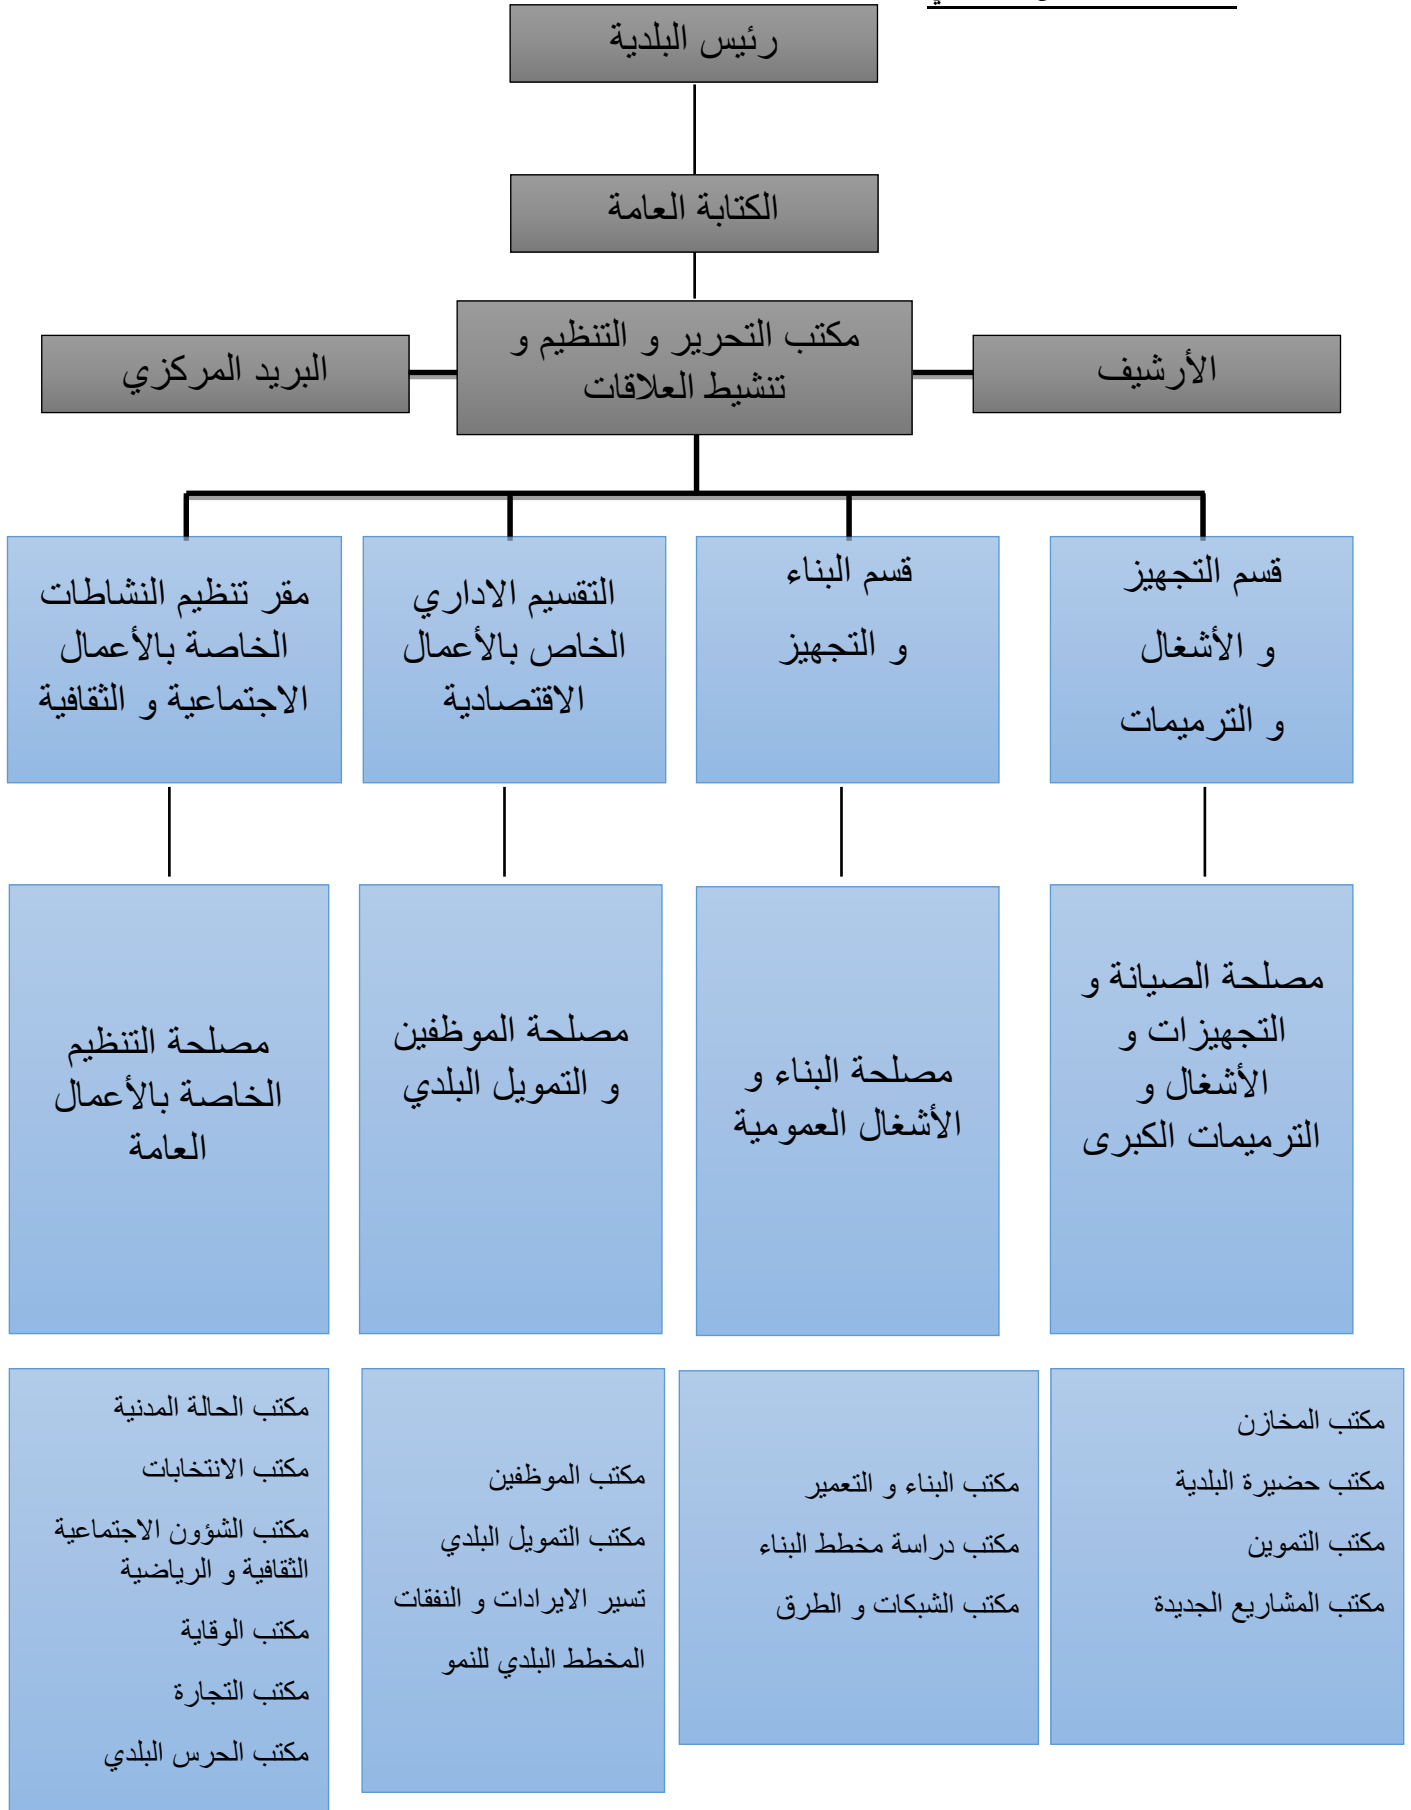 رئيس البلدية
الكتابة العامة
مكتب التحرير و التنظيم و
تنشيط العلاقات
الأرشيف
البريد المركزي
قسم التجهيز
و الأشغال
و الترميمات
قسم البناء
و التجهيز
التقسيم الاداري
الخاص بالأعمال
الاقتصادية
مقر تنظيم النشاطات
الخاصة بالأعمال
الاجتماعية و الثقافية
مصلحة الصيانة و
التجهيزات و
الأشغال و
الترميمات الكبرى
مصلحة البناء و
الأشغال العمومية
مصلحة الموظفين
و التمويل البلدي
مصلحة التنظيم
الخاصة بالأعمال
العامة
مكتب المخازن
مكتب حضيرة البلدية
مكتب التموين
مكتب المشاريع الجديدة
مكتب البناء و التعمير
مكتب دراسة مخطط البناء
مكتب الشبكات و الطرق
مكتب الموظفين
مكتب التمويل البلدي
تسير الايرادات و النفقات
المخطط البلدي للنمو
مكتب الحالة المدنية
مكتب الانتخابات
مكتب الشؤون الاجتماعية
الثقافية و الرياضية
مكتب الوقاية
مكتب التجارة
مكتب الحرس البلدي